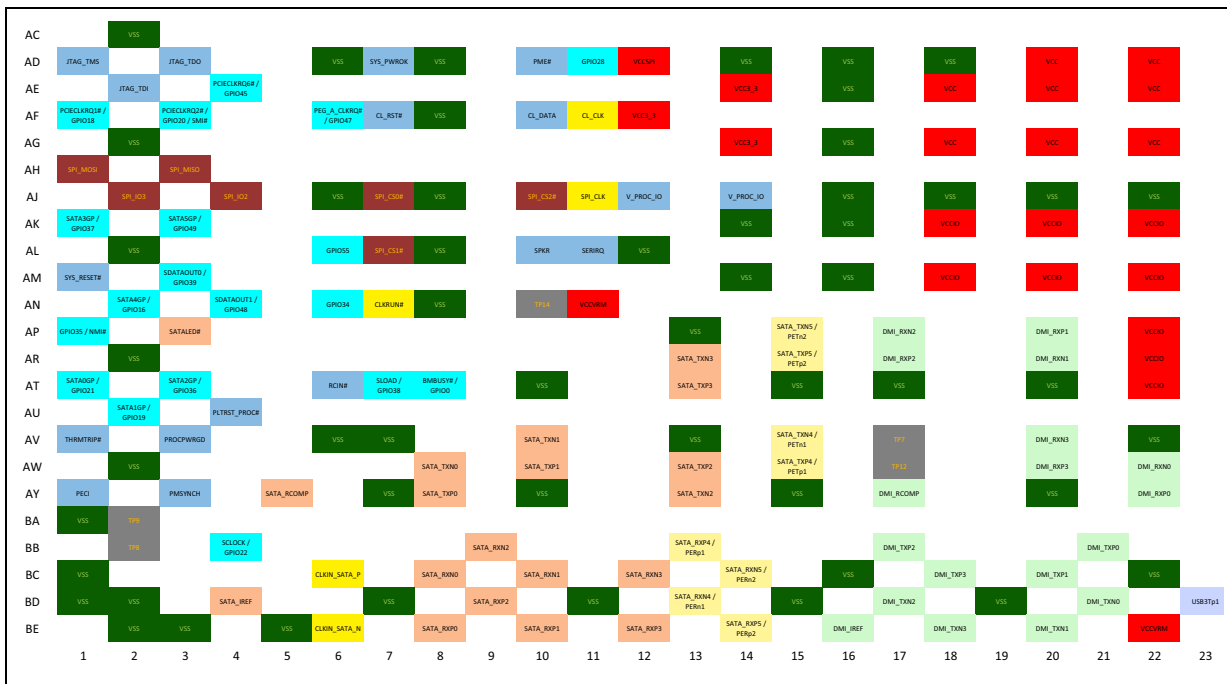 AC VSS
AD JTAG_TMS JTAG_TDO VSS SYS_PWROK VSS PME# GPIO28 VCCSPI VSS VSS VSS VCC VCC
AE JTAG_TDI PCIECLKRQ6# / GPIO45 VCC3_3 VSS VCC VCC VCC
AF PCIECLKRQ1# / GPIO18 PCIECLKRQ2# / GPIO20 / SMI# PEG_A_CLKRQ# / GPIO47 CL_RST# VSS CL_DATA CL_CLK VCC3_3
AG VSS VCC3_3 VSS VCC VCC VCC
AH SPI_MOSI SPI_MISO
AJ SPI_IO3 SPI_IO2 VSS SPI_CS0# VSS SPI_CS2# SPI_CLK V_PROC_IO V_PROC_IO VSS VSS VSS VSS
AK SATA3GP / GPIO37 SATA5GP / GPIO49 VSS VSS VCCIO VCCIO VCCIO
AL VSS GPIO55 SPI_CS1# VSS SPKR SERIRQ VSS
AM SYS_RESET# SDATAOUT0 / GPIO39 VSS VSS VCCIO VCCIO VCCIO
AN SATA4GP / GPIO16 SDATAOUT1 / GPIO48 GPIO34 CLKRUN# VSS TP14 VCCVRM
AP GPIO35 / NMI# SATALED# VSS SATA_TXN5 / PETn2 DMI_RXN2 DMI_RXP1 VCCIO
AR VSS SATA_TXN3 SATA_TXP5 / PETp2 DMI_RXP2 DMI_RXN1 VCCIO
AT SATA0GP / GPIO21 SATA2GP / GPIO36 RCIN# SLOAD / GPIO38 BMBUSY# / GPIO0 VSS SATA_TXP3 VSS VSS VSS VCCIO
AU SATA1GP / GPIO19 PLTRST_PROC#
AV THRMTRIP# PROCPWRGD VSS VSS SATA_TXN1 VSS SATA_TXN4 / PETn1 TP7 DMI_RXN3 VSS
AW VSS SATA_TXN0 SATA_TXP1 SATA_TXP2 SATA_TXP4 / PETp1 TP12 DMI_RXP3 DMI_RXN0
AY PECI PMSYNCH SATA_RCOMP VSS SATA_TXP0 VSS SATA_TXN2 VSS DMI_RCOMP VSS DMI_RXP0
BA VSS TP9
BB TP8 SCLOCK / GPIO22 SATA_RXN2 SATA_RXP4 / PERp1 DMI_TXP2 DMI_TXP0
BC VSS CLKIN_SATA_P SATA_RXN0 SATA_RXN1 SATA_RXN3 SATA_RXN5 / PERn2 VSS DMI_TXP3 DMI_TXP1 VSS
BD VSS VSS SATA_IREF VSS SATA_RXP2 VSS SATA_RXN4 / PERn1 VSS DMI_TXN2 VSS DMI_TXN0 USB3Tp1
BE VSS VSS VSS CLKIN_SATA_N SATA_RXP0 SATA_RXP1 SATA_RXP3 SATA_RXP5 / PERp2 DMI_IREF DMI_TXN3 DMI_TXN1 VCCVRM
1 2 3 4 5 6 7 8 9 10 11 12 13 14 15 16 17 18 19 20 21 22 23